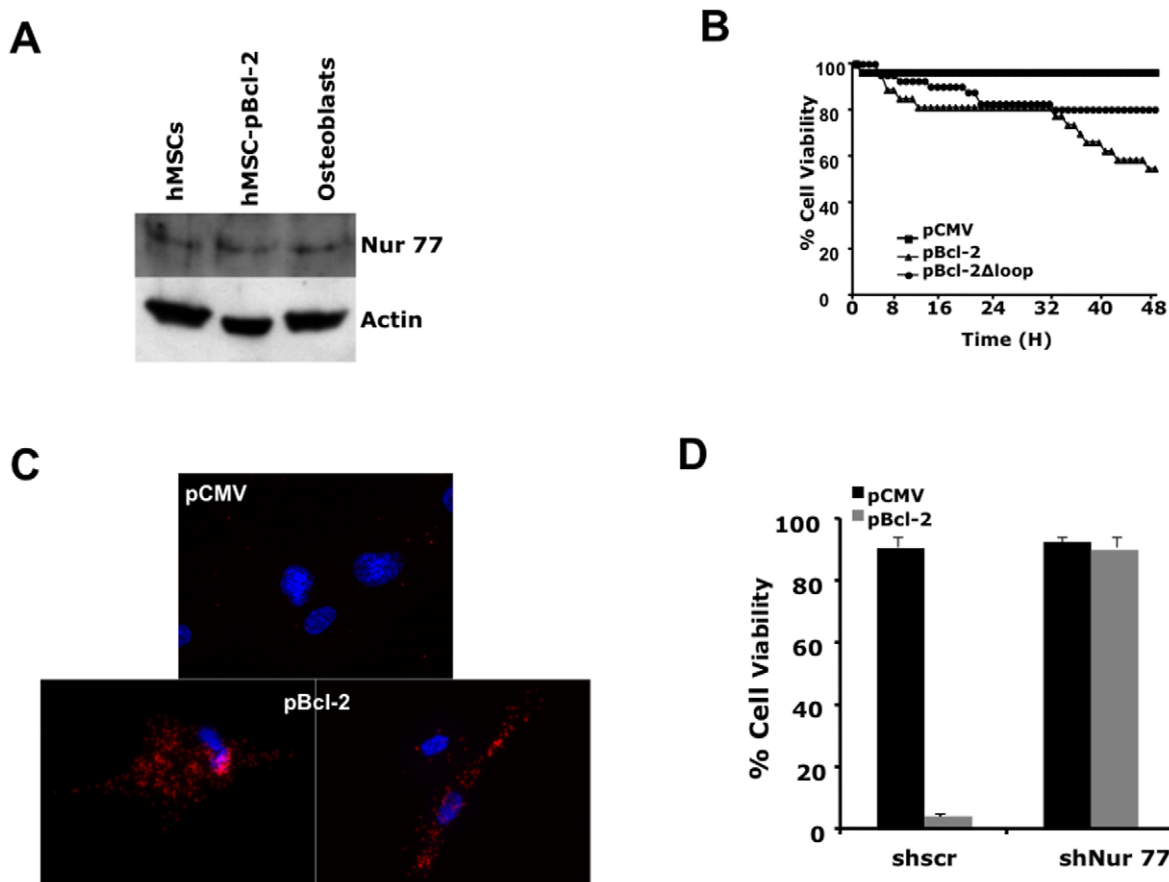 A
hMSCs
hMSC-pBcl-2
Osteoblasts
Nur 77
Actin
B
% Cell Viability
100
80
60
40
20
0
0 8 16 24 32 40 48
Time (H)
pCMV
pBcl-2
pBcl-2Δloop
C
pCMV
pBcl-2
D
pCMV
pBcl-2
% Cell Viability
100
80
60
40
20
0
shscr shNur 77